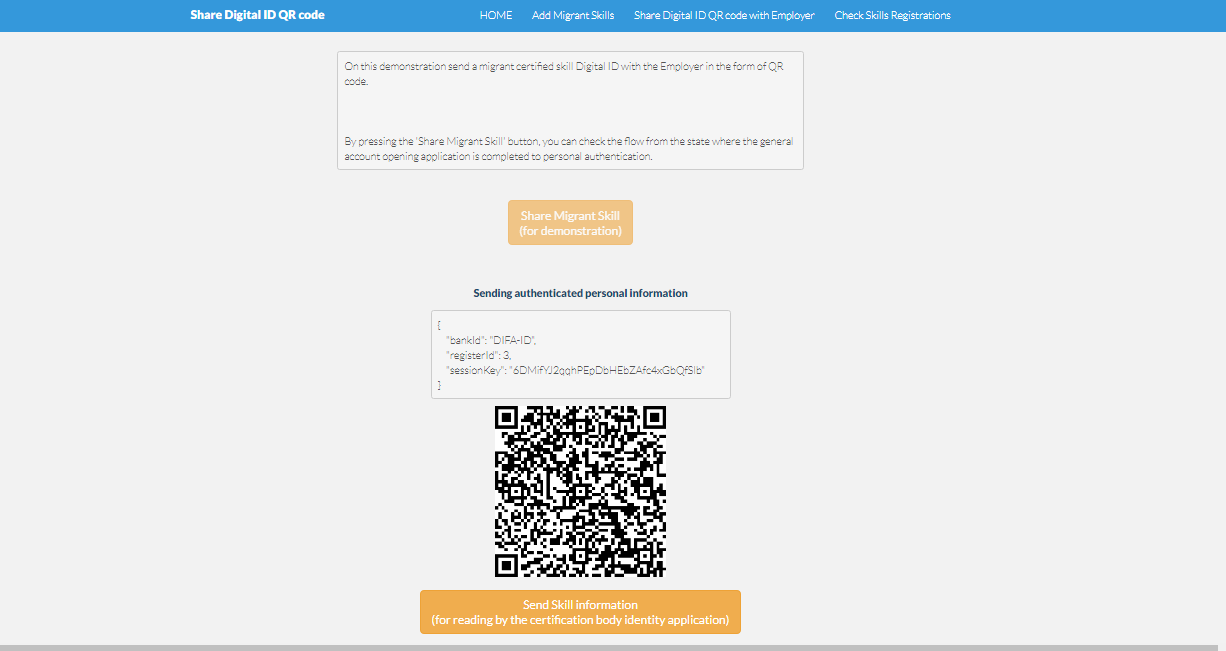 Share Digital ID QR code
HOME
Add Migrant Skills
Share Digital ID QR code with Employer
Check Skills Registrations
On this demonstration send a migrant certified skill Digital ID with the Employer in the form of QR
code.
By pressing the 'Share Migrant Skill' button, you can check the flow from the state where the general
account opening application is completed to personal authentication.
Share Migrant Skill
(for demonstration)
Sending authenticated personal information
{
"bankId": "DIFA-ID",
"registerId": 3,
"sessionKey":
}
Send Skill information
(for reading by the certification body identity application)